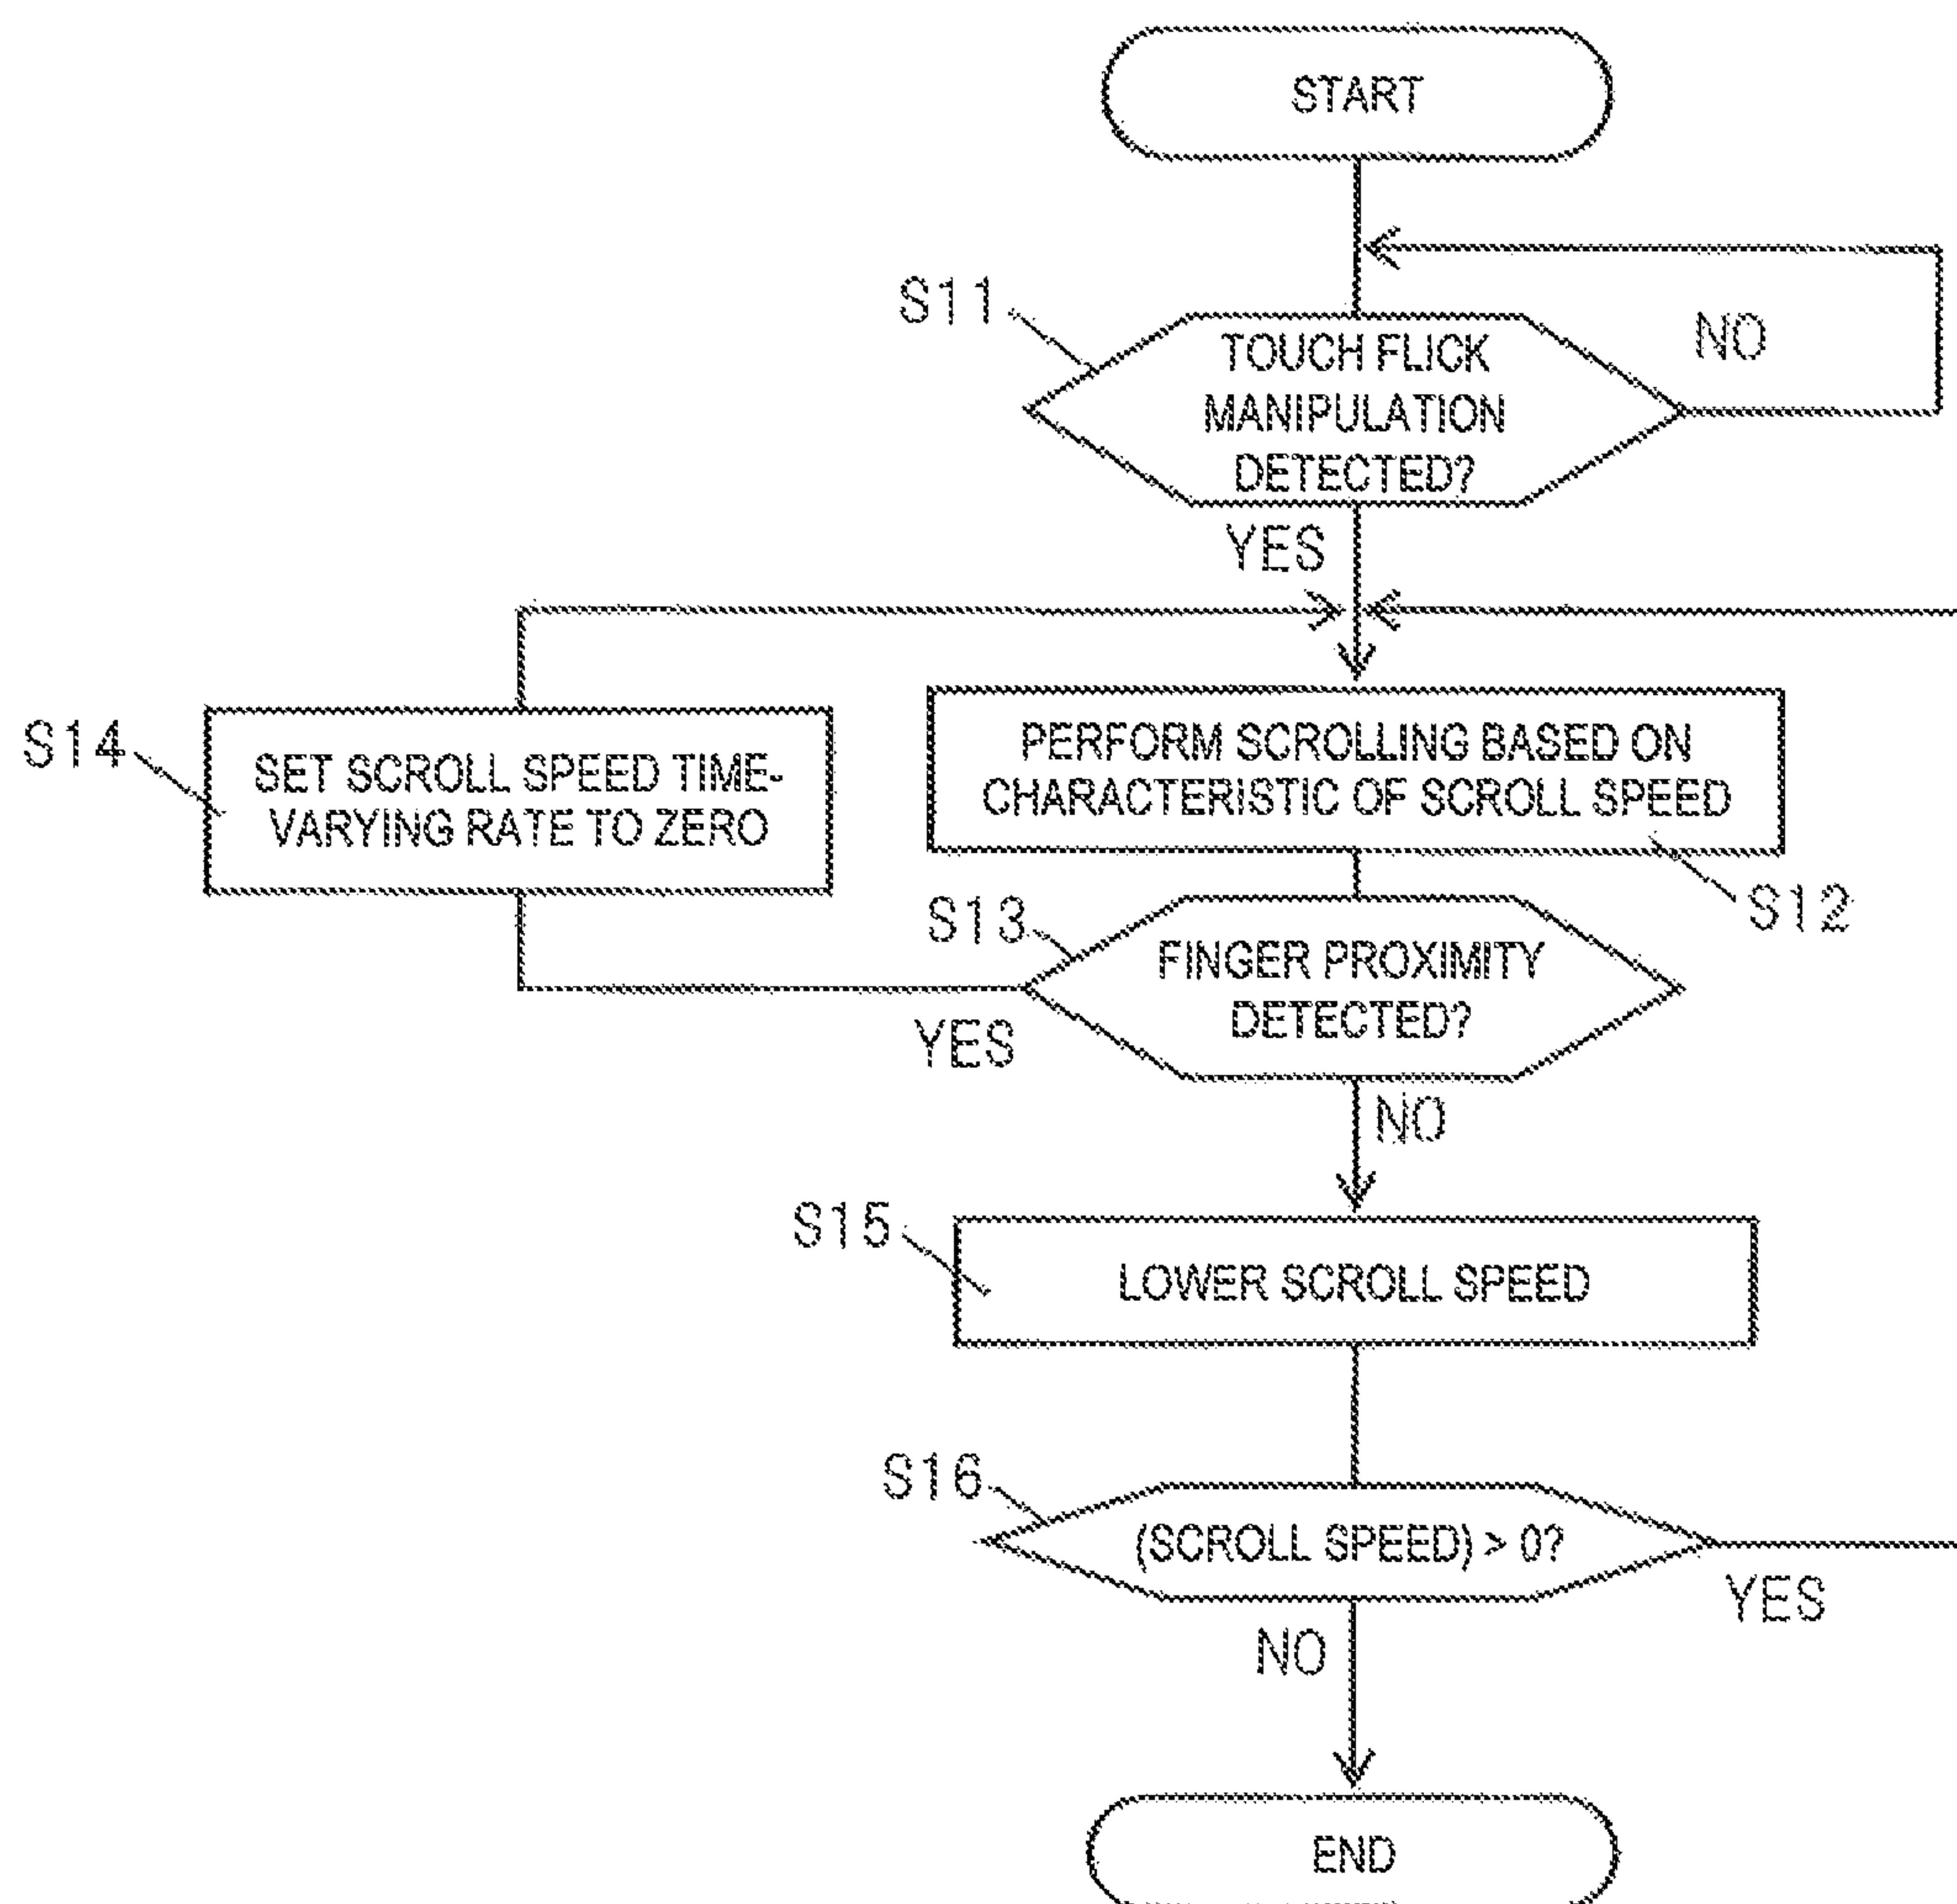 START
S11
TOUCH FLICK
MANIPULATION
DETECTED?
NO
YES
S14
SET SCROLL SPEED TIME-
VARYING RATE TO ZERO
PERFORM SCROLLING BASED ON
CHARACTERISTIC OF SCROLL SPEED
S12
S13
FINGER PROXIMITY
DETECTED?
YES
NO
S15
LOWER SCROLL SPEED
S16
(SCROLL SPEED) > 0?
YES
NO
END